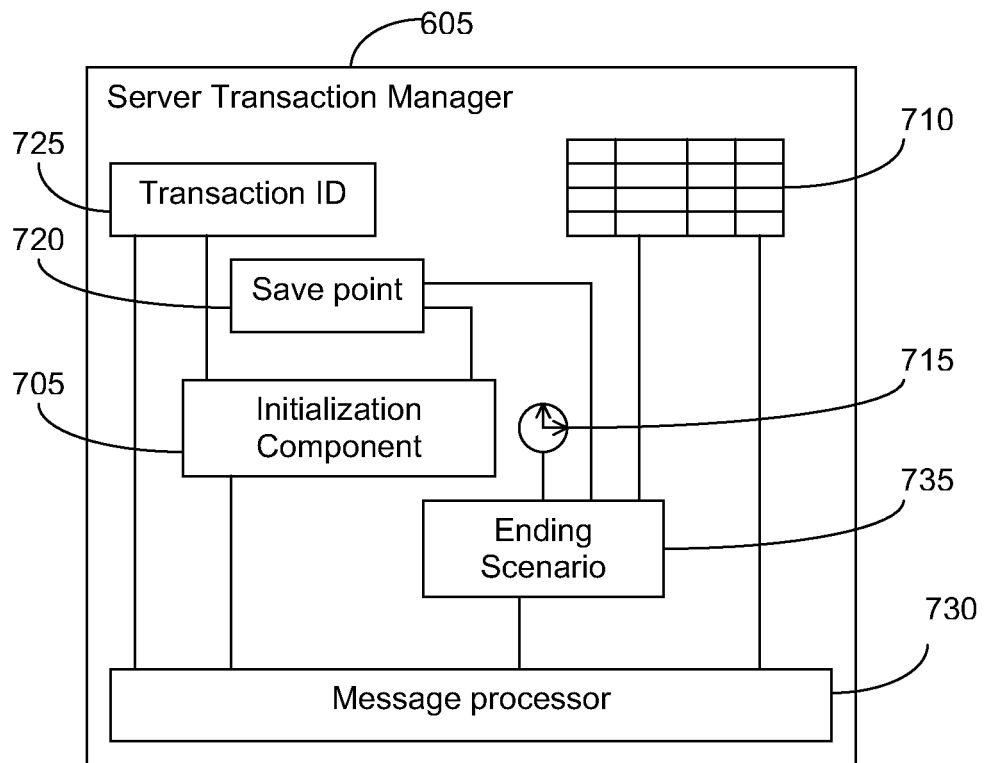 605
Server Transaction Manager
710
725
Transaction ID
720
Save point
715
705
Initialization
Component
735
Ending
Scenario
730
Message processor